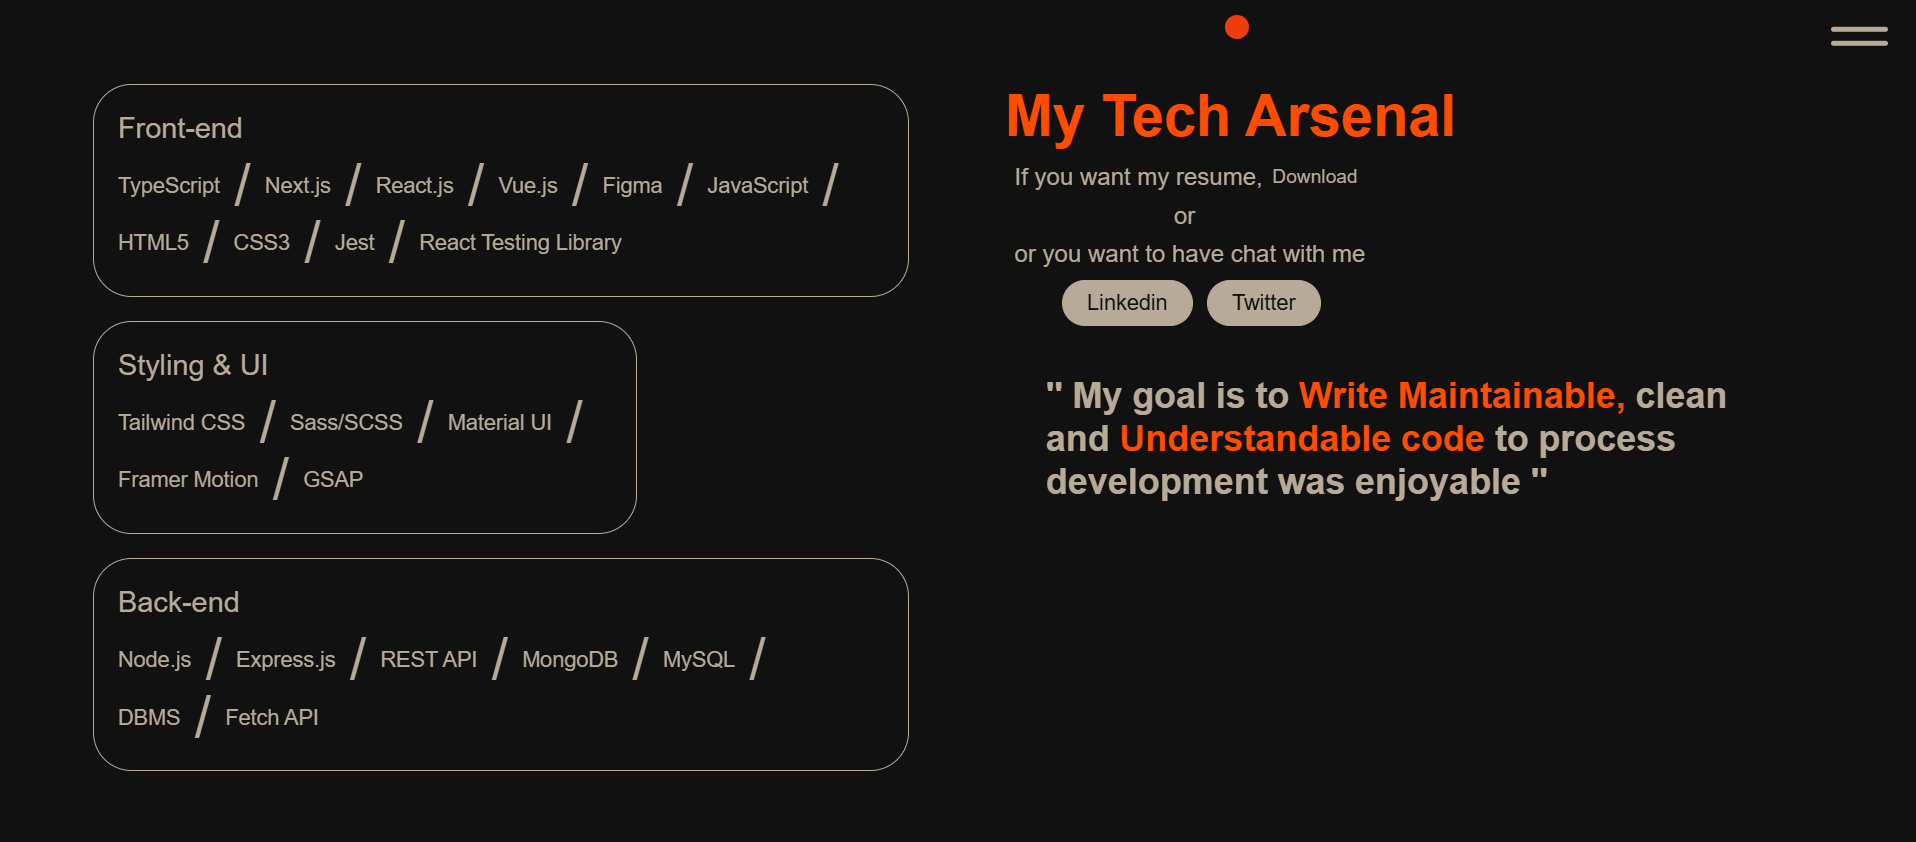 Front-end
TypeScript / Next.js / React.js / Vue.js / Figma / JavaScript /
HTML5 / CSS3 / Jest / React Testing Library
Styling & UI
Tailwind CSS / Sass/SCSS / Material UI /
Framer Motion / GSAP
Back-end
Node.js / Express.js / REST API / MongoDB / MySQL /
DBMS / Fetch API
My Tech Arsenal
If you want my resume, Download
or
or you want to have chat with me
Linkedin Twitter
" My goal is to Write Maintainable, clean
and Understandable code to process
development was enjoyable "